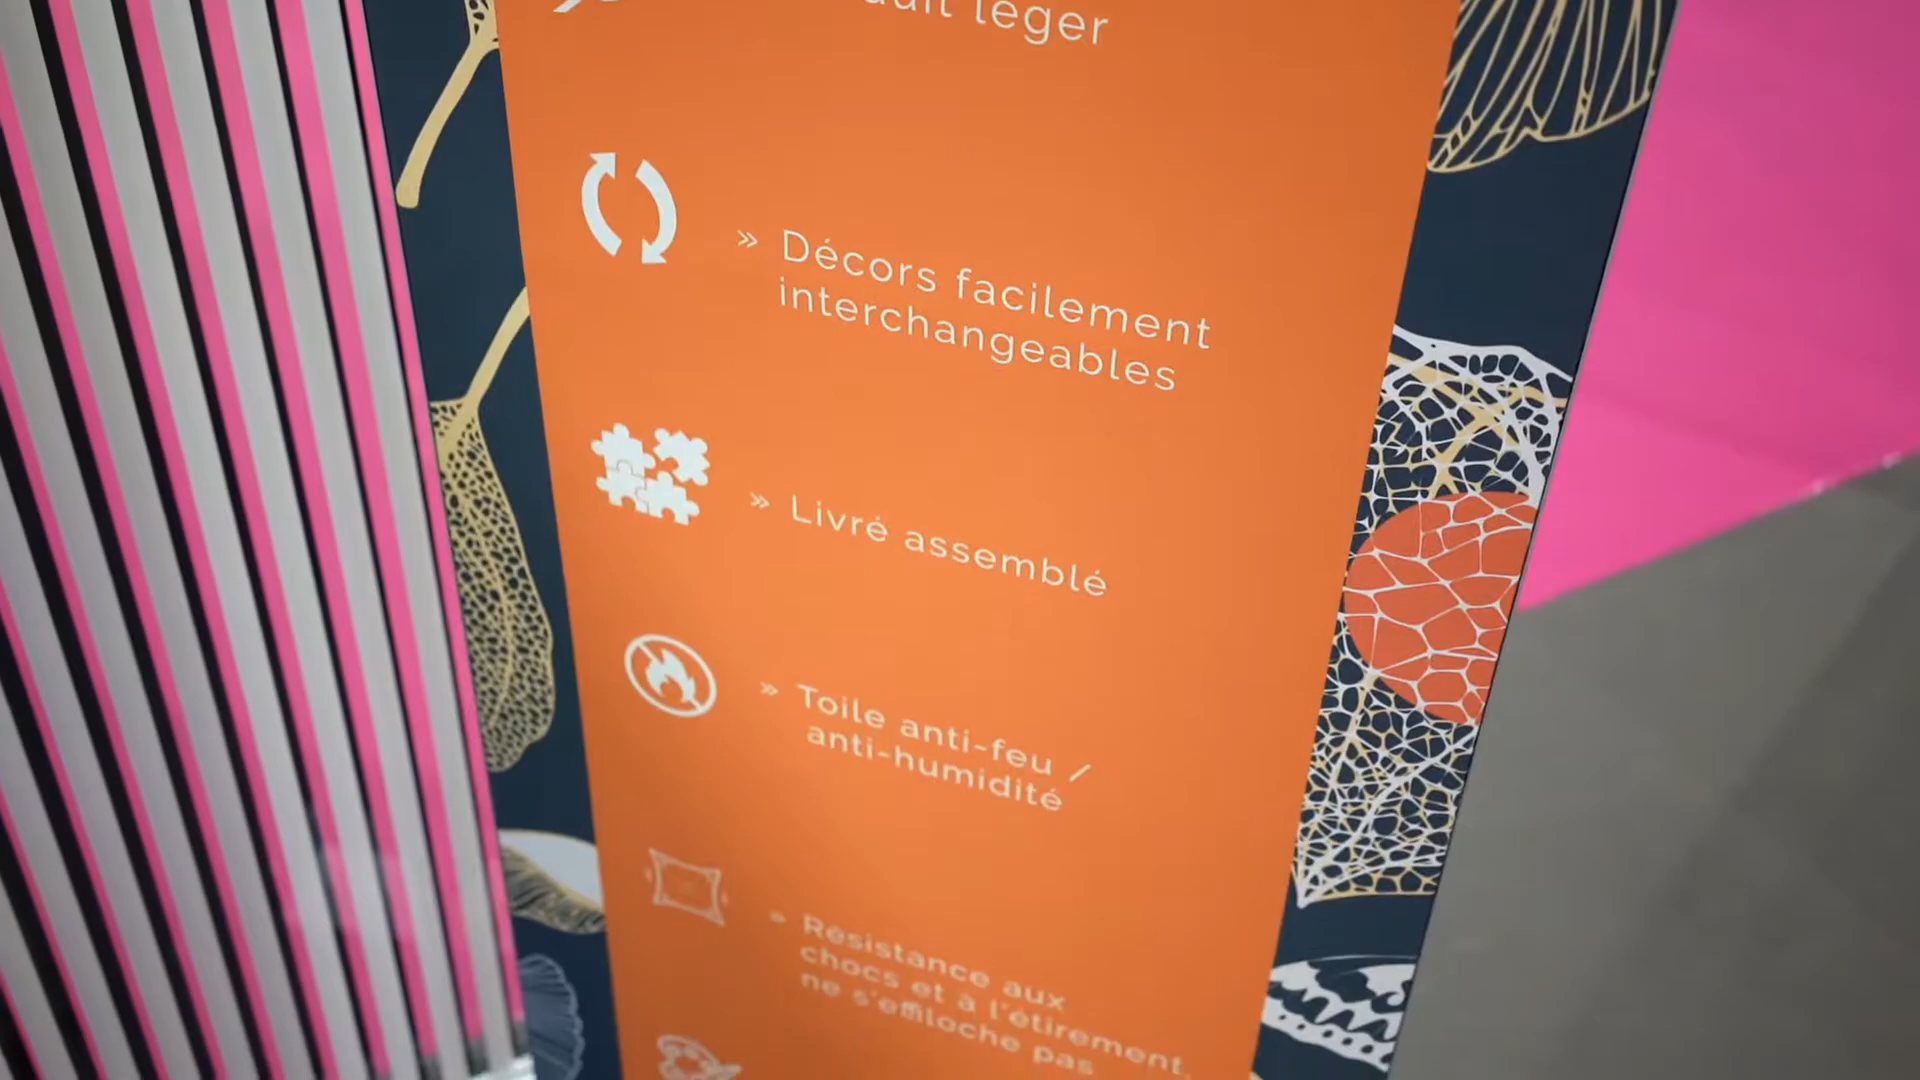 léger
» Décors facilement
interchangeables
» Livré assemblé
» Toile anti-feu /
anti-humidité
» Résistance aux
chocs et à l'étirement,
ne s'effiloche pas